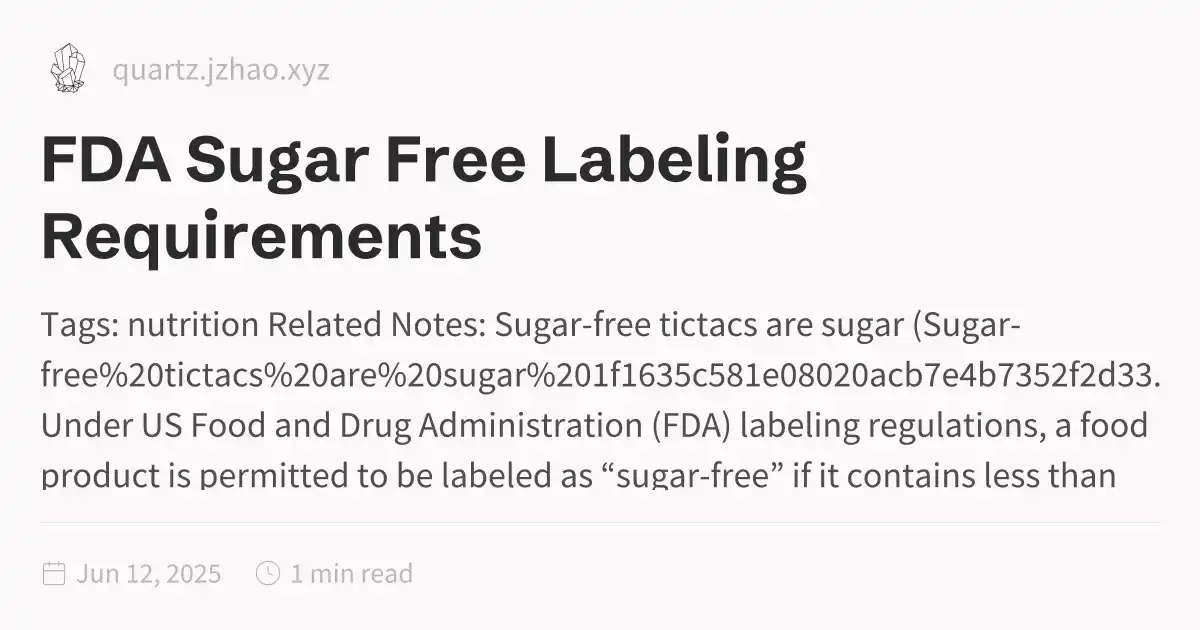 quartz.jzhao.xyz
FDA Sugar Free Labeling
Requirements
Tags: nutrition Related Notes: Sugar-free tictacs are sugar (Sugar-
free%20tictacs%20are%20sugar%201f1635c581e08020acb7e4b7352f2d33.
Under US Food and Drug Administration (FDA) labeling regulations, a food
product is permitted to be labeled as “sugar-free” if it contains less than
Jun 12, 2025 1 min read